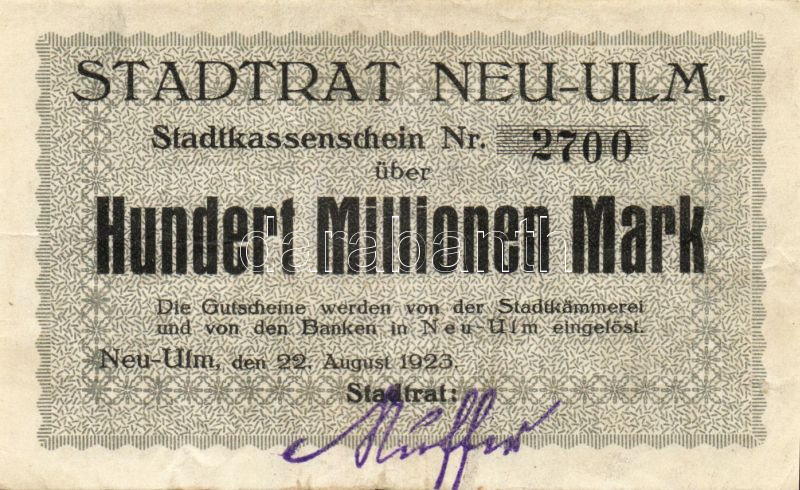 STADTRAT NEU-ULM.
Stadtkassenschein Nr. 2700
über
Hundert Millionen Mark
darabanth
Die Gutscheine werden von der Stadtkämmerei
und von den Banken in Neu-Ulm eingelöst.
Neu-Ulm, den 22. August 1923.
Stadtrat: